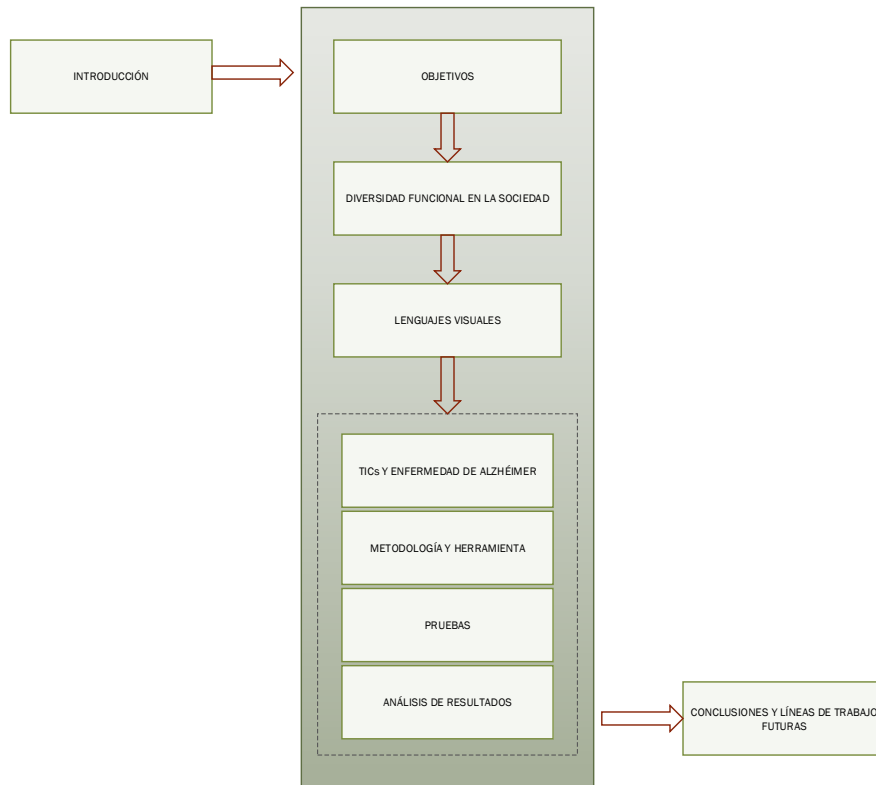 INTRODUCCIÓN
OBJETIVOS
DIVERSIDAD FUNCIONAL EN LA SOCIEDAD
LENGUAJES VISUALES
TICs Y ENFERMEDAD DE ALZHÉIMER
METODOLOGÍA Y HERRAMIENTA
PRUEBAS
ANÁLISIS DE RESULTADOS
CONCLUSIONES Y LÍNEAS DE TRABAJO
FUTURAS